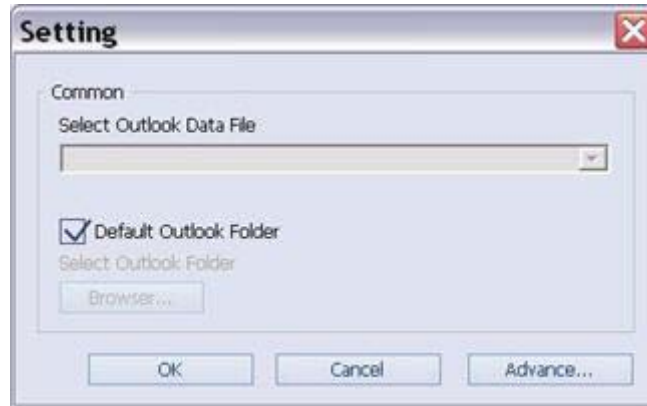 Setting
Common
Select Outlook Data File
Default Outlook Folder
Select Outlook Folder
Browser...
OK Cancel Advance...